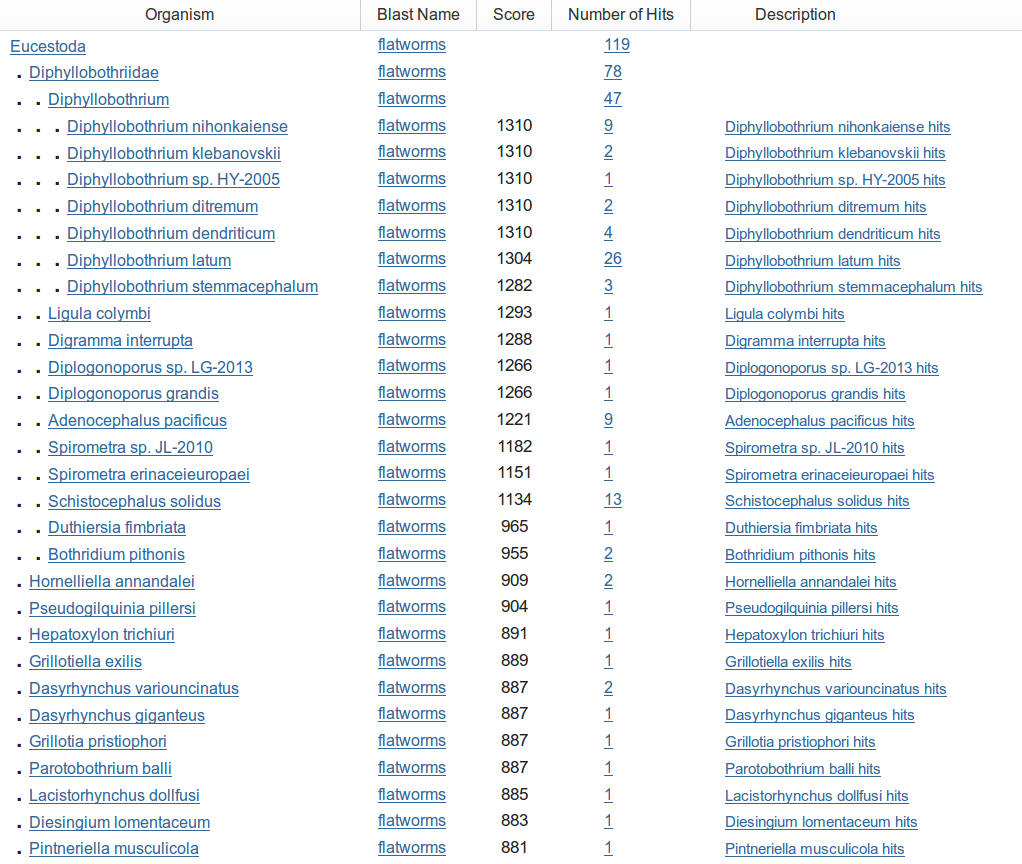 Organism Blast Name Score Number of Hits Description
Eucestoda flatworms 119
. Diphyllobothriidae flatworms 78
. . Diphyllobothrium flatworms 47
. . . Diphyllobothrium nihonkaiense flatworms 1310 9 Diphyllobothrium nihonkaiense hits
. . . Diphyllobothrium klebanovskii flatworms 1310 2 Diphyllobothrium klebanovskii hits
. . . Diphyllobothrium sp. HY-2005 flatworms 1310 1 Diphyllobothrium sp. HY-2005 hits
. . . Diphyllobothrium ditremum flatworms 1310 2 Diphyllobothrium ditremum hits
. . . Diphyllobothrium dendriticum flatworms 1310 4 Diphyllobothrium dendriticum hits
. . . Diphyllobothrium latum flatworms 1304 26 Diphyllobothrium latum hits
. . . Diphyllobothrium stemmacephalum flatworms 1282 3 Diphyllobothrium stemmacephalum hits
. . Ligula colymbi flatworms 1293 1 Ligula colymbi hits
. . Digramma interrupta flatworms 1288 1 Digramma interrupta hits
. . Diplogonoporus sp. LG-2013 flatworms 1266 1 Diplogonoporus sp. LG-2013 hits
. . Diplogonoporus grandis flatworms 1266 1 Diplogonoporus grandis hits
. . Adenocephalus pacificus flatworms 1221 9 Adenocephalus pacificus hits
. . Spirometra sp. JL-2010 flatworms 1182 1 Spirometra sp. JL-2010 hits
. . Spirometra erinaceieuropaei flatworms 1151 1 Spirometra erinaceieuropaei hits
. . Schistocephalus solidus flatworms 1134 13 Schistocephalus solidus hits
. . Duthiersia fimbriata flatworms 965 1 Duthiersia fimbriata hits
. . Bothridium pithonis flatworms 955 2 Bothridium pithonis hits
. Hornelliella annandalei flatworms 909 2 Hornelliella annandalei hits
. Pseudogilquinia pillersi flatworms 904 1 Pseudogilquinia pillersi hits
. Hepatoxylon trichiuri flatworms 891 1 Hepatoxylon trichiuri hits
. Grillotiella exilis flatworms 889 1 Grillotiella exilis hits
. Dasyrhynchus variouncinatus flatworms 887 2 Dasyrhynchus variouncinatus hits
. Dasyrhynchus giganteus flatworms 887 1 Dasyrhynchus giganteus hits
. Grillotia pristiophori flatworms 887 1 Grillotia pristiophori hits
. Parotobothrium balli flatworms 887 1 Parotobothrium balli hits
. Lacistorhynchus dollfusi flatworms 885 1 Lacistorhynchus dollfusi hits
. Diesingium lomentaceum flatworms 883 1 Diesingium lomentaceum hits
. Pintneriella musculicola flatworms 881 1 Pintneriella musculicola hits